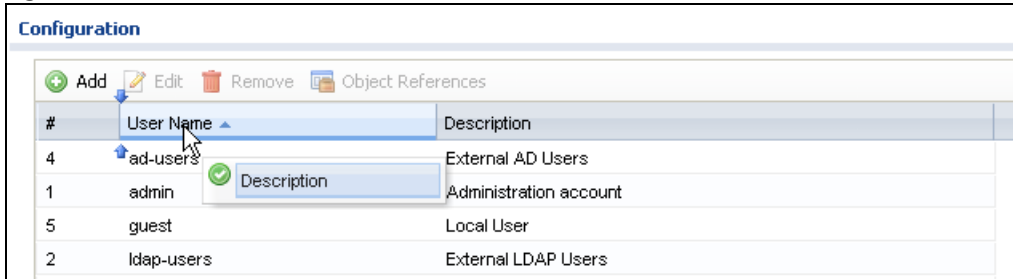 Configuration
Add Edit Remove Object References
# User Name Description
4 ad-users External AD Users
Description
1 admin Administration account
5 guest Local User
2 ldap-users External LDAP Users